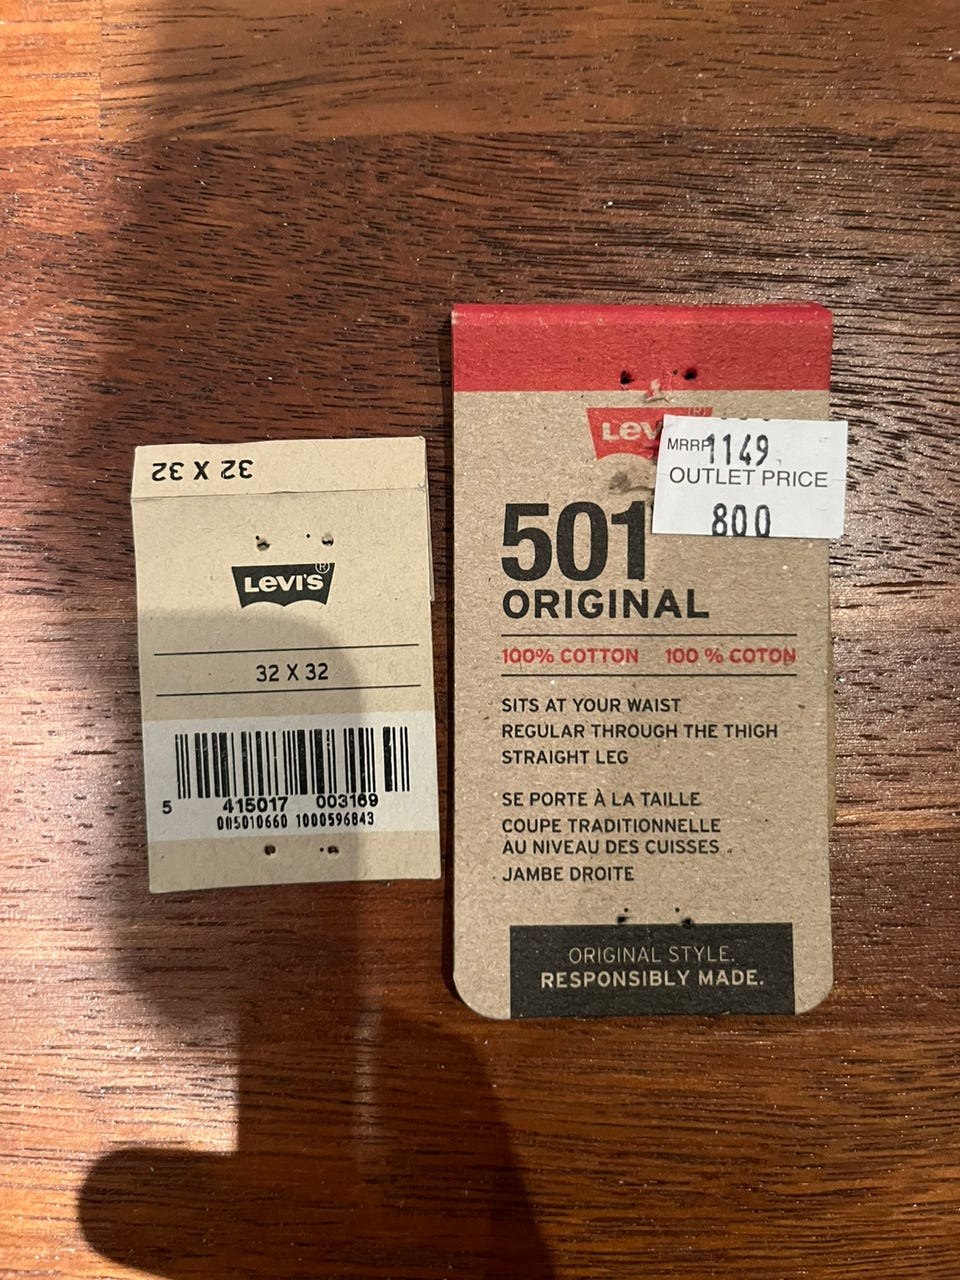 32 X 32
LEVI'S®
32 X 32
5 415017 003169
005010660 1000596843
LEV
®
MRRP 1149
OUTLET PRICE
800
501
ORIGINAL
100% COTTON 100 % COTON
SITS AT YOUR WAIST
REGULAR THROUGH THE THIGH
STRAIGHT LEG
SE PORTE À LA TAILLE
COUPE TRADITIONNELLE
AU NIVEAU DES CUISSES
JAMBE DROITE
ORIGINAL STYLE.
RESPONSIBLY MADE.